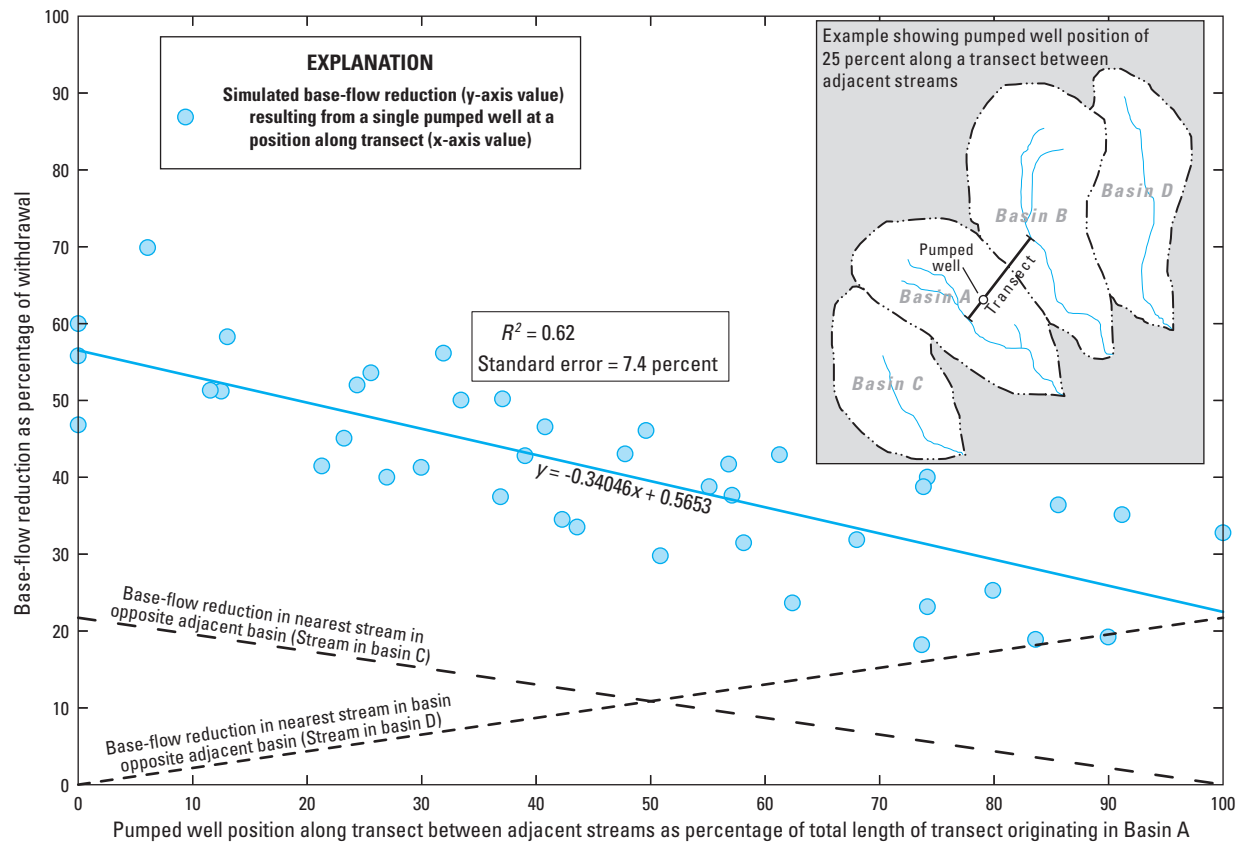 Base-flow reduction as percentage of withdrawal
100
90
80
70
60
50
40
30
20
10
0
EXPLANATION
Simulated base-flow reduction (y-axis value)
resulting from a single pumped well at a
position along transect (x-axis value)
Example showing pumped well position of
25 percent along a transect between
adjacent streams
Basin D
Basin B
Pumped
well
Transect
Basin A
Basin C
R² = 0.62
Standard error = 7.4 percent
y = -0.34046x + 0.5653
Base-flow reduction in nearest stream in
opposite adjacent basin (Stream in basin C)
Base-flow reduction in nearest stream in basin
opposite adjacent basin (Stream in basin D)
0 10 20 30 40 50 60 70 80 90 100
Pumped well position along transect between adjacent streams as percentage of total length of transect originating in Basin A